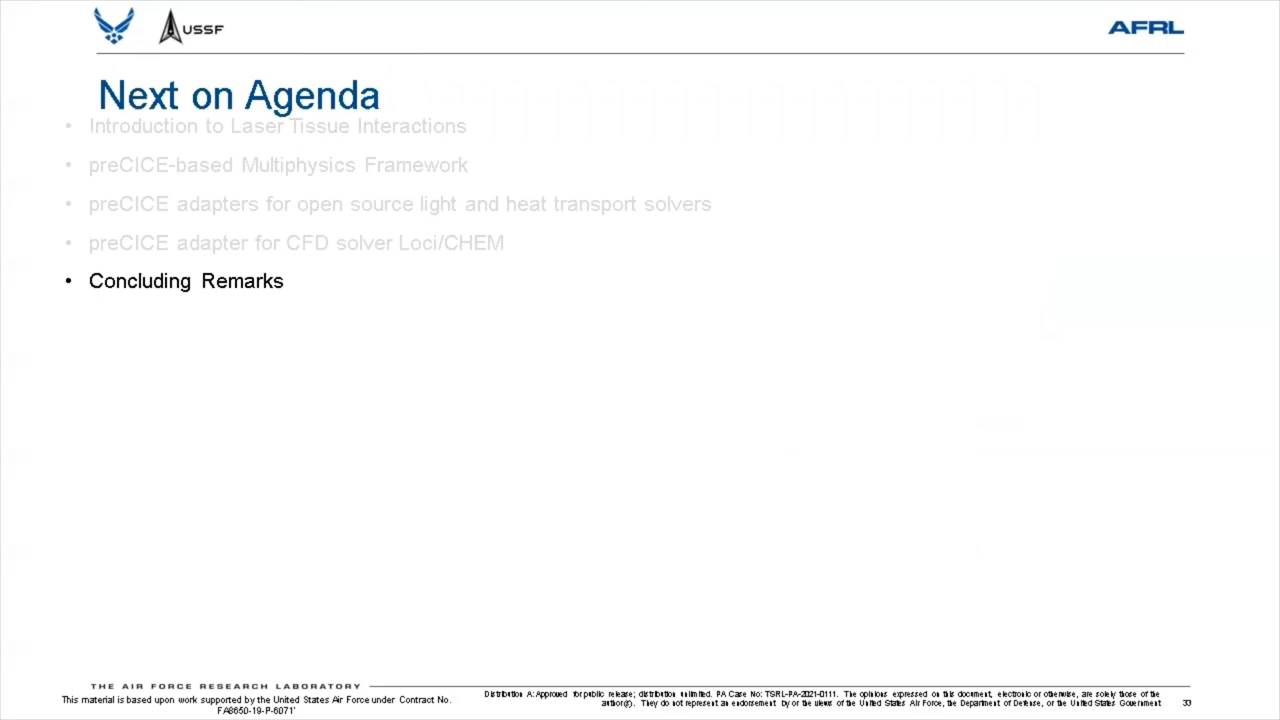 USSF
AFRL
Next on Agenda
• Introduction to Laser Tissue Interactions
• preCICE-based Multiphysics Framework
• preCICE adapters for open source light and heat transport solvers
• preCICE adapter for CFD solver Loci/CHEM
• Concluding Remarks
THE AIR FORCE RESEARCH LABORATORY
This material is based upon work supported by the United States Air Force under Contract No.
FA8650-19-P-6071'
Distribution A: Approved for public release; distribution unlimited. PA Case No: TSRL-PA-2021-0111. The opinions expressed on this document, electronic or otherwise, are solely those of the
author(s). They do not represent an endorsement by or the views of the United States Air Force, the Department of Defense, or the United States Government
33